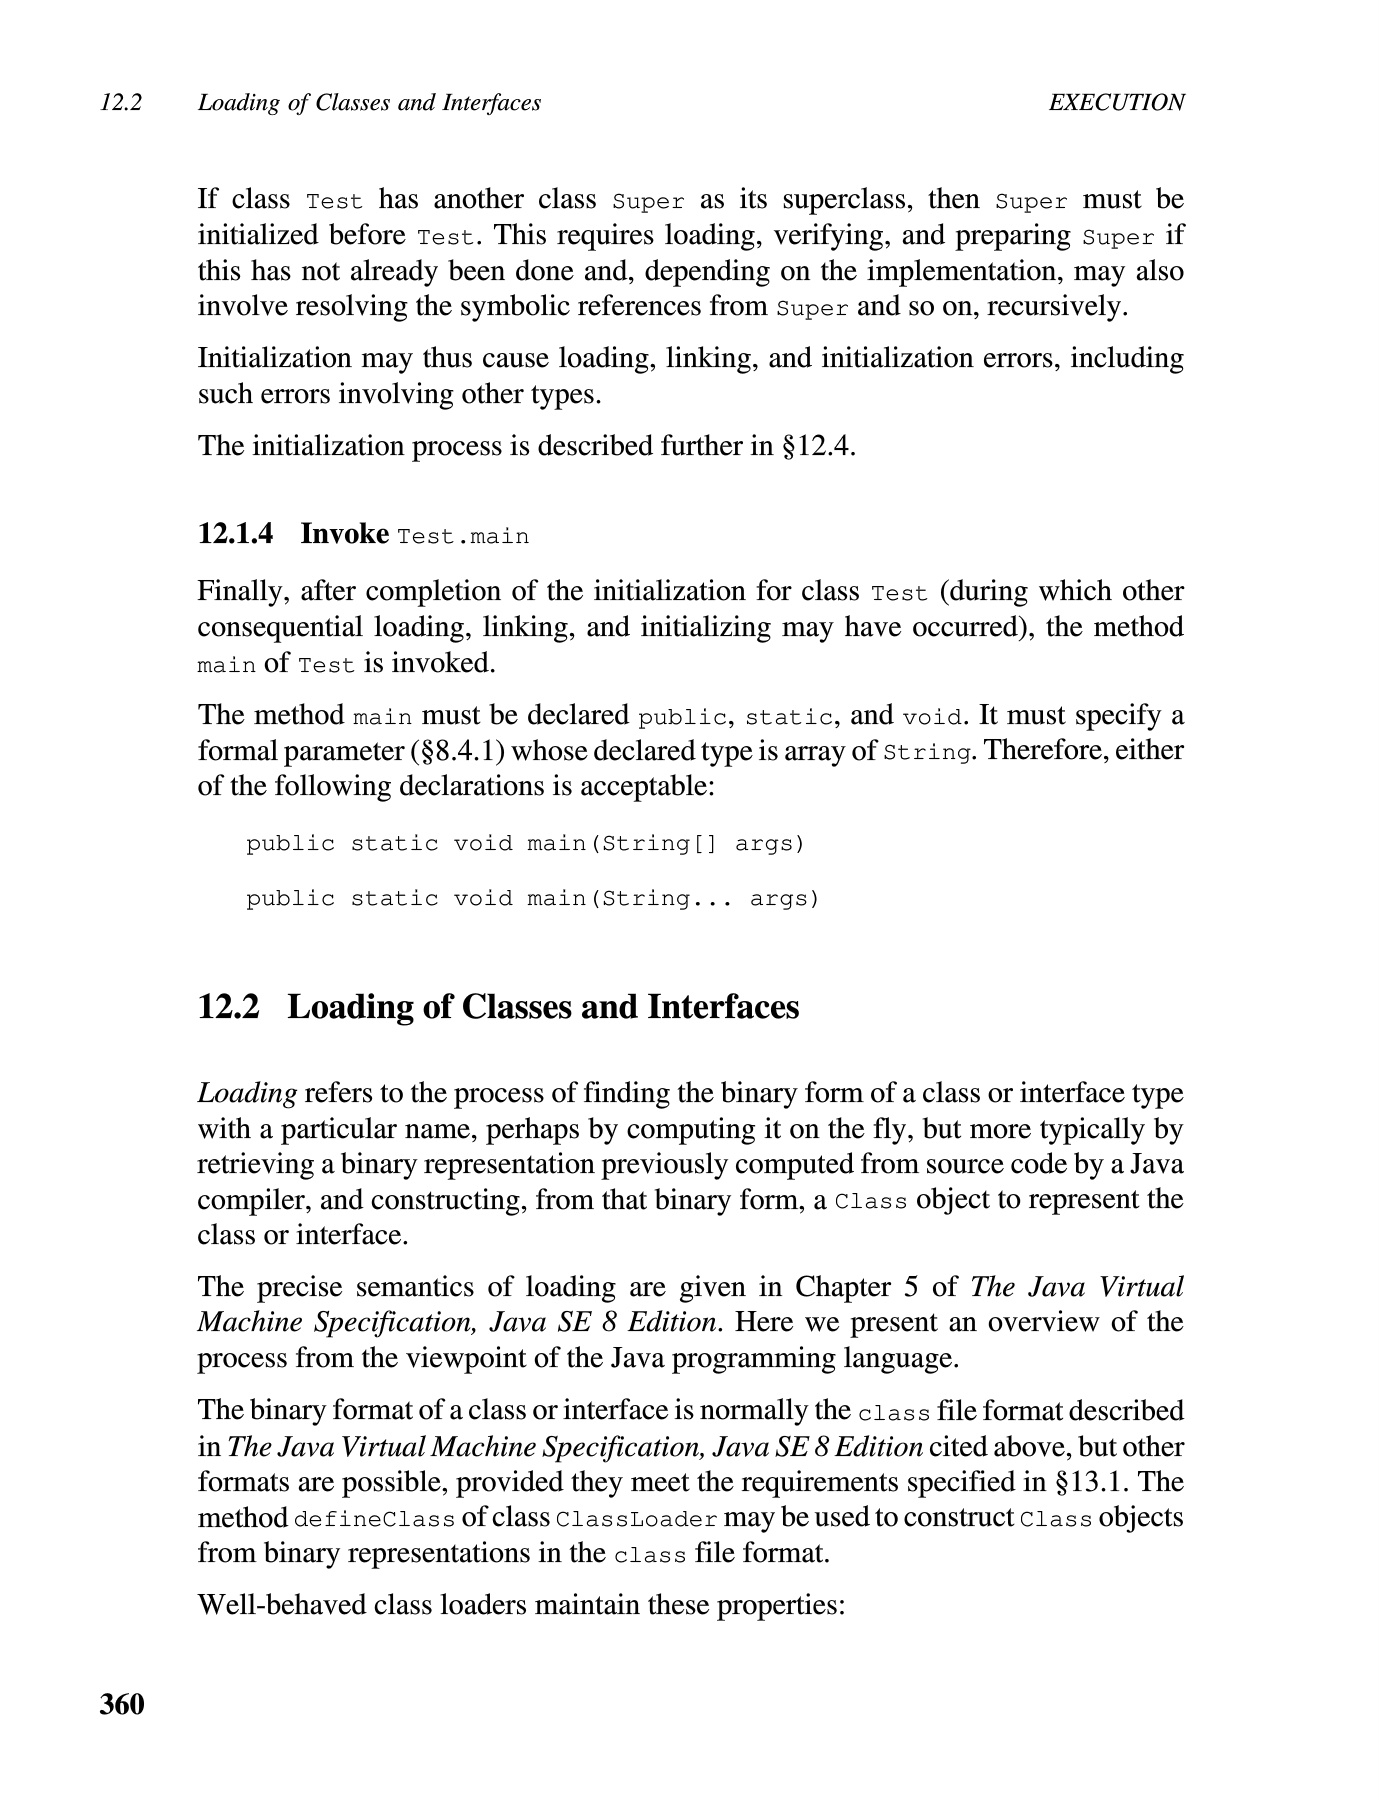 12.2 Loading of Classes and Interfaces EXECUTION
If class Test has another class Super as its superclass, then Super must be
initialized before Test. This requires loading, verifying, and preparing Super if
this has not already been done and, depending on the implementation, may also
involve resolving the symbolic references from Super and so on, recursively.
Initialization may thus cause loading, linking, and initialization errors, including
such errors involving other types.
The initialization process is described further in §12.4.
12.1.4 Invoke Test.main
Finally, after completion of the initialization for class Test (during which other
consequential loading, linking, and initializing may have occurred), the method
main of Test is invoked.
The method main must be declared public, static, and void. It must specify a
formal parameter (§8.4.1) whose declared type is array of String. Therefore, either
of the following declarations is acceptable:
public static void main(String[] args)
public static void main(String... args)
12.2 Loading of Classes and Interfaces
Loading refers to the process of finding the binary form of a class or interface type
with a particular name, perhaps by computing it on the fly, but more typically by
retrieving a binary representation previously computed from source code by a Java
compiler, and constructing, from that binary form, a Class object to represent the
class or interface.
The precise semantics of loading are given in Chapter 5 of The Java Virtual
Machine Specification, Java SE 8 Edition. Here we present an overview of the
process from the viewpoint of the Java programming language.
The binary format of a class or interface is normally the class file format described
in The Java Virtual Machine Specification, Java SE 8 Edition cited above, but other
formats are possible, provided they meet the requirements specified in §13.1. The
method defineClass of class ClassLoader may be used to construct Class objects
from binary representations in the class file format.
Well-behaved class loaders maintain these properties:
360